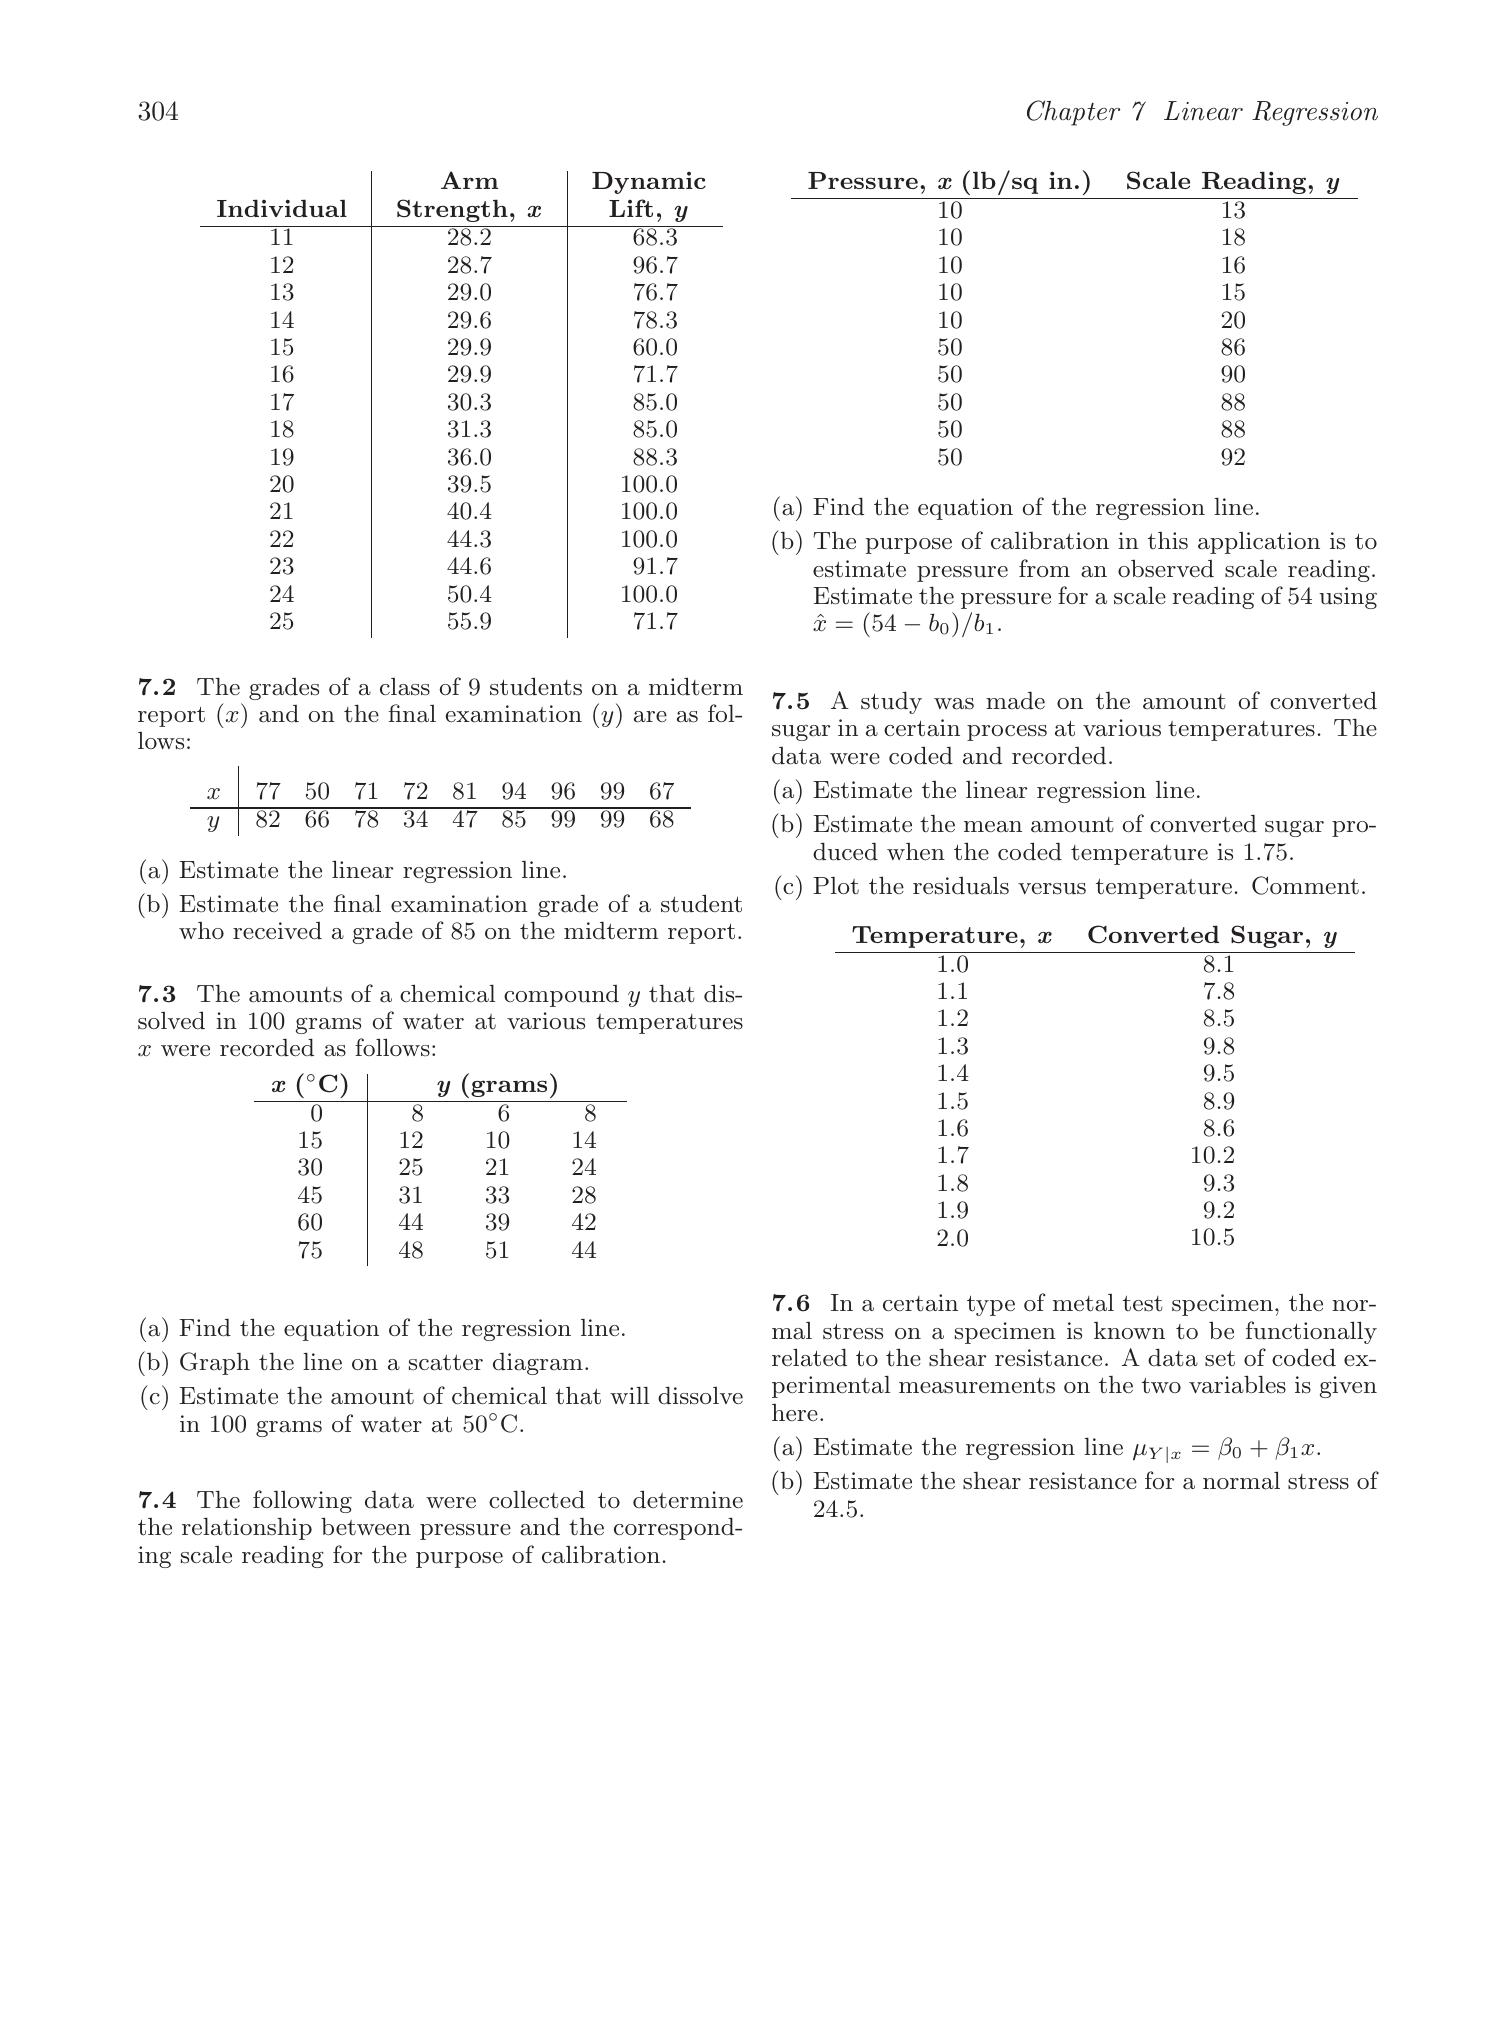 304
Chapter 7 Linear Regression
Arm Dynamic
Individual Strength, x Lift, y
11 28.2 68.3
12 28.7 96.7
13 29.0 76.7
14 29.6 78.3
15 29.9 60.0
16 29.9 71.7
17 30.3 85.0
18 31.3 85.0
19 36.0 88.3
20 39.5 100.0
21 40.4 100.0
22 44.3 100.0
23 44.6 91.7
24 50.4 100.0
25 55.9 71.7
7.2 The grades of a class of 9 students on a midterm
report (x) and on the final examination (y) are as fol-
lows:
x 77 50 71 72 81 94 96 99 67
y 82 66 78 34 47 85 99 99 68
(a) Estimate the linear regression line.
(b) Estimate the final examination grade of a student
who received a grade of 85 on the midterm report.
7.3 The amounts of a chemical compound y that dis-
solved in 100 grams of water at various temperatures
x were recorded as follows:
x (°C) y (grams)
0 8 6 8
15 12 10 14
30 25 21 24
45 31 33 28
60 44 39 42
75 48 51 44
(a) Find the equation of the regression line.
(b) Graph the line on a scatter diagram.
(c) Estimate the amount of chemical that will dissolve
in 100 grams of water at 50°C.
7.4 The following data were collected to determine
the relationship between pressure and the correspond-
ing scale reading for the purpose of calibration.
Pressure, x (lb/sq in.) Scale Reading, y
10 13
10 18
10 16
10 15
10 20
50 86
50 90
50 88
50 88
50 92
(a) Find the equation of the regression line.
(b) The purpose of calibration in this application is to
estimate pressure from an observed scale reading.
Estimate the pressure for a scale reading of 54 using
x̂ = (54 − b₀)/b₁.
7.5 A study was made on the amount of converted
sugar in a certain process at various temperatures. The
data were coded and recorded.
(a) Estimate the linear regression line.
(b) Estimate the mean amount of converted sugar pro-
duced when the coded temperature is 1.75.
(c) Plot the residuals versus temperature. Comment.
Temperature, x Converted Sugar, y
1.0 8.1
1.1 7.8
1.2 8.5
1.3 9.8
1.4 9.5
1.5 8.9
1.6 8.6
1.7 10.2
1.8 9.3
1.9 9.2
2.0 10.5
7.6 In a certain type of metal test specimen, the nor-
mal stress on a specimen is known to be functionally
related to the shear resistance. A data set of coded ex-
perimental measurements on the two variables is given
here.
(a) Estimate the regression line μ_{Y|x} = β₀ + β₁x.
(b) Estimate the shear resistance for a normal stress of
24.5.